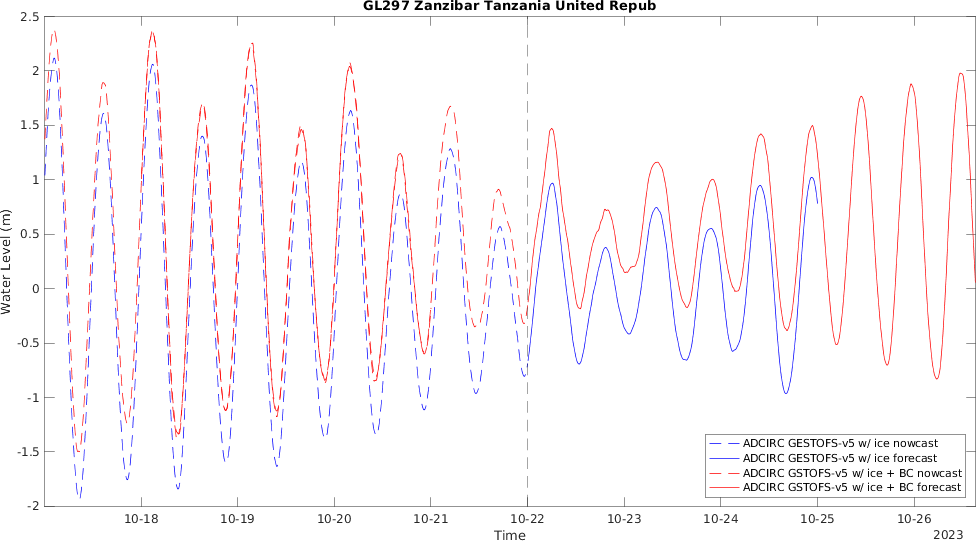 GL297 Zanzibar Tanzania United Repub
2.5
2
1.5
1
0.5
0
-0.5
-1
-1.5
-2
Water Level (m)
10-18 10-19 10-20 10-21 10-22 10-23 10-24 10-25 10-26
Time
2023
ADCIRC GESTOFS-v5 w/ ice nowcast
ADCIRC GESTOFS-v5 w/ ice forecast
ADCIRC GSTOFS-v5 w/ ice + BC nowcast
ADCIRC GSTOFS-v5 w/ ice + BC forecast